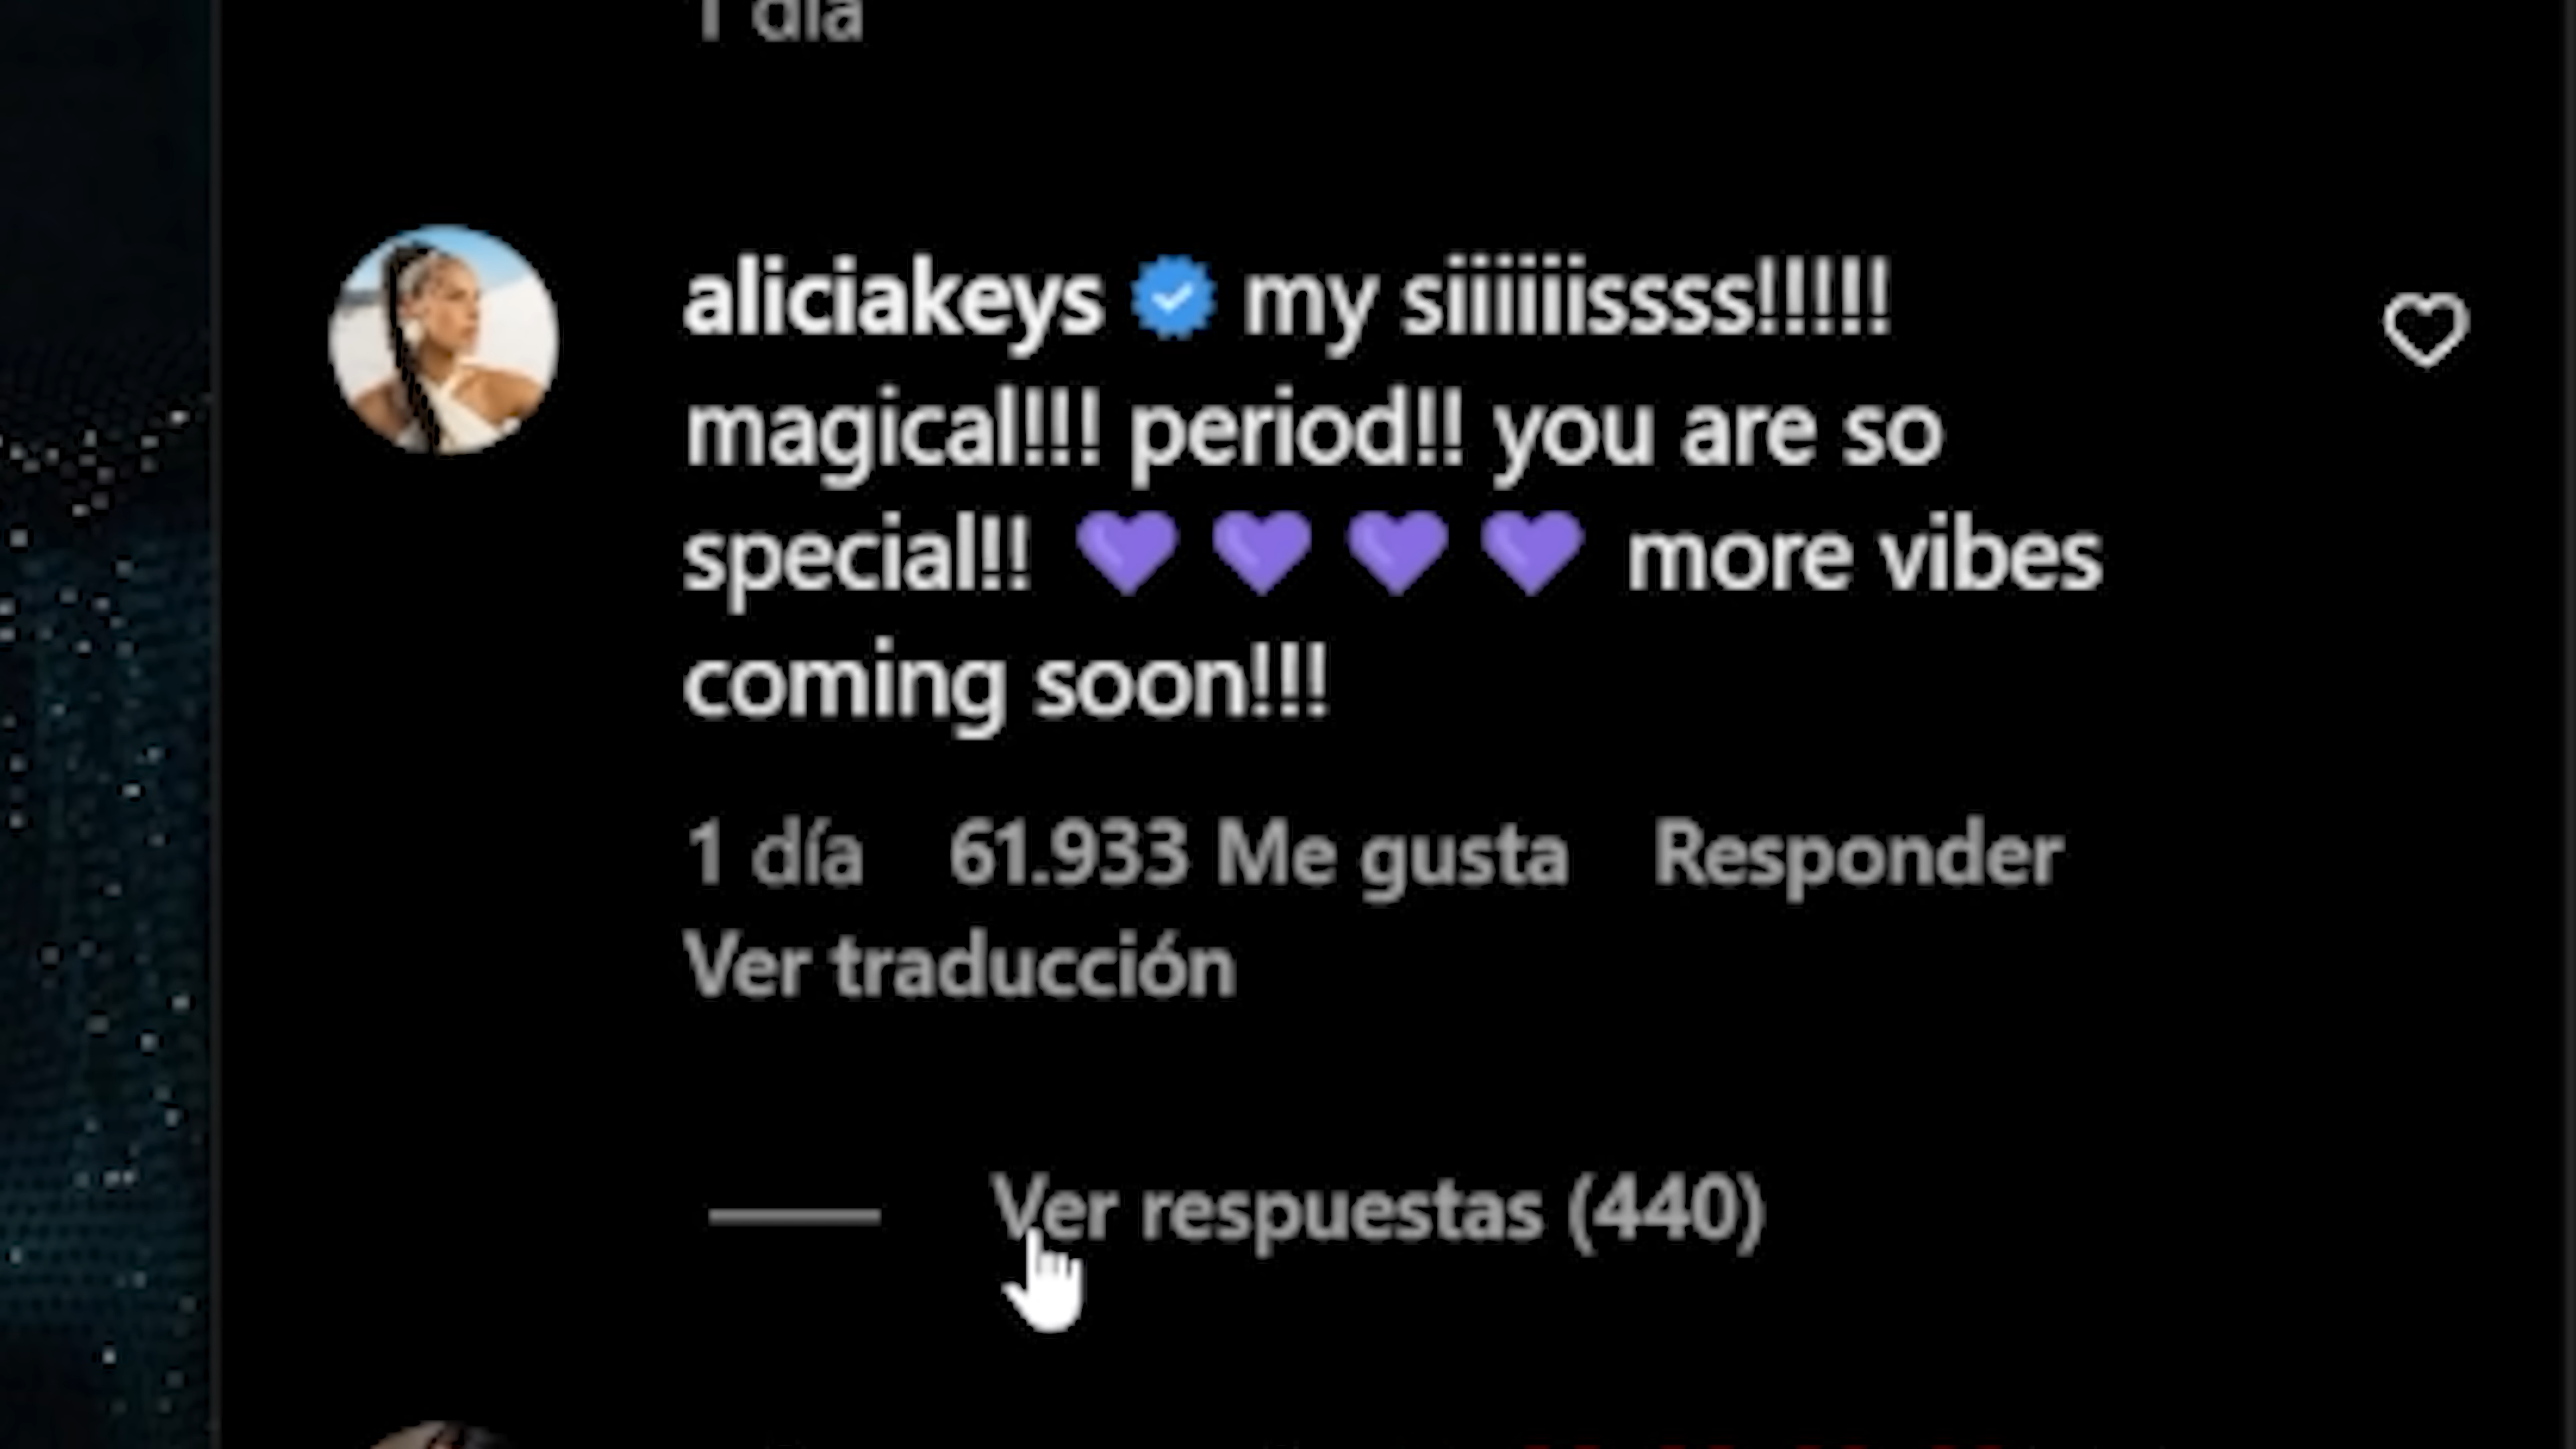 1 día
aliciakeys my siiiiiissss!!!!!
magical!!! period!! you are so
special!! 💜💜💜💜 more vibes
coming soon!!!
1 día 61.933 Me gusta Responder
Ver traducción
Ver respuestas (440)